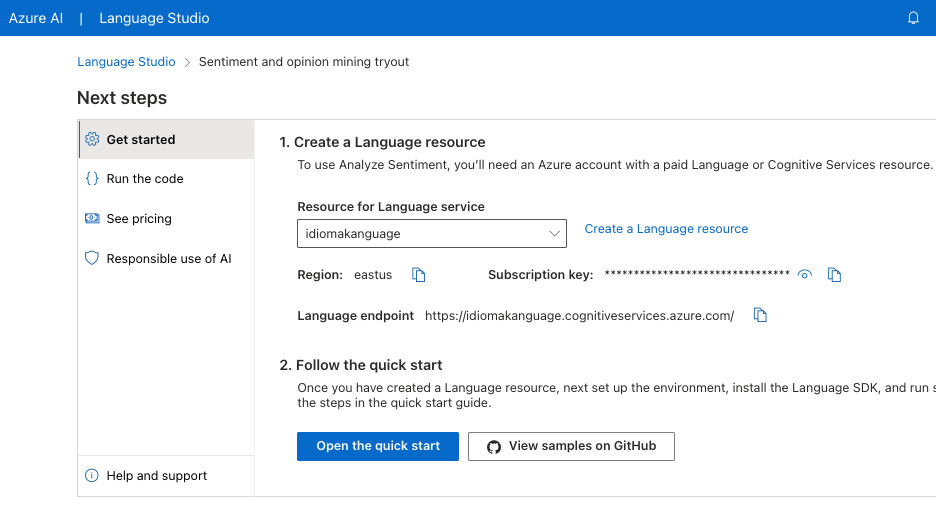 Azure AI | Language Studio
Language Studio > Sentiment and opinion mining tryout
Next steps
Get started
Run the code
See pricing
Responsible use of AI
Help and support
1. Create a Language resource
To use Analyze Sentiment, you’ll need an Azure account with a paid Language or Cognitive Services resource.
Resource for Language service
idiomakanguage
Create a Language resource
Region: eastus
Subscription key: ********************************
Language endpoint https://idiomakanguage.cognitiveservices.azure.com/
2. Follow the quick start
Once you have created a Language resource, next set up the environment, install the Language SDK, and run
the steps in the quick start guide.
Open the quick start
View samples on GitHub